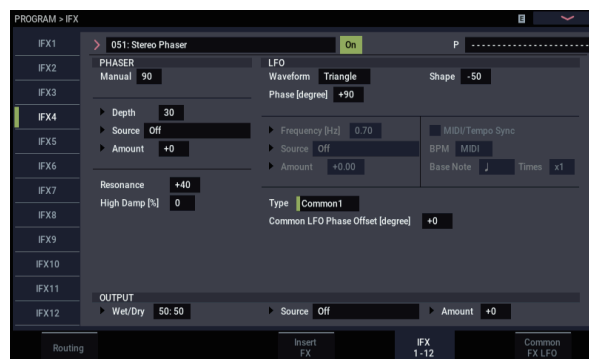 PROGRAM > IFX E
IFX1 051: Stereo Phaser On P --------------------
PHASER LFO
Manual 90 Waveform Triangle Shape -50
IFX2
Phase [degree] +90
IFX3
Depth 30
IFX4
Source Off Frequency [Hz] 0.70 MIDI/Tempo Sync
IFX5
Amount +0 Source Off BPM MIDI
IFX6 Amount +0.00 Base Note ♩ Times x1
Resonance +40
IFX7
High Damp [%] 0 Type Common1
IFX8 Common LFO Phase Offset [degree] +0
IFX9
IFX10
IFX11
OUTPUT
IFX12 Wet/Dry 50:50 Source Off Amount +0
Routing Insert FX IFX 1-12 Common FX LFO